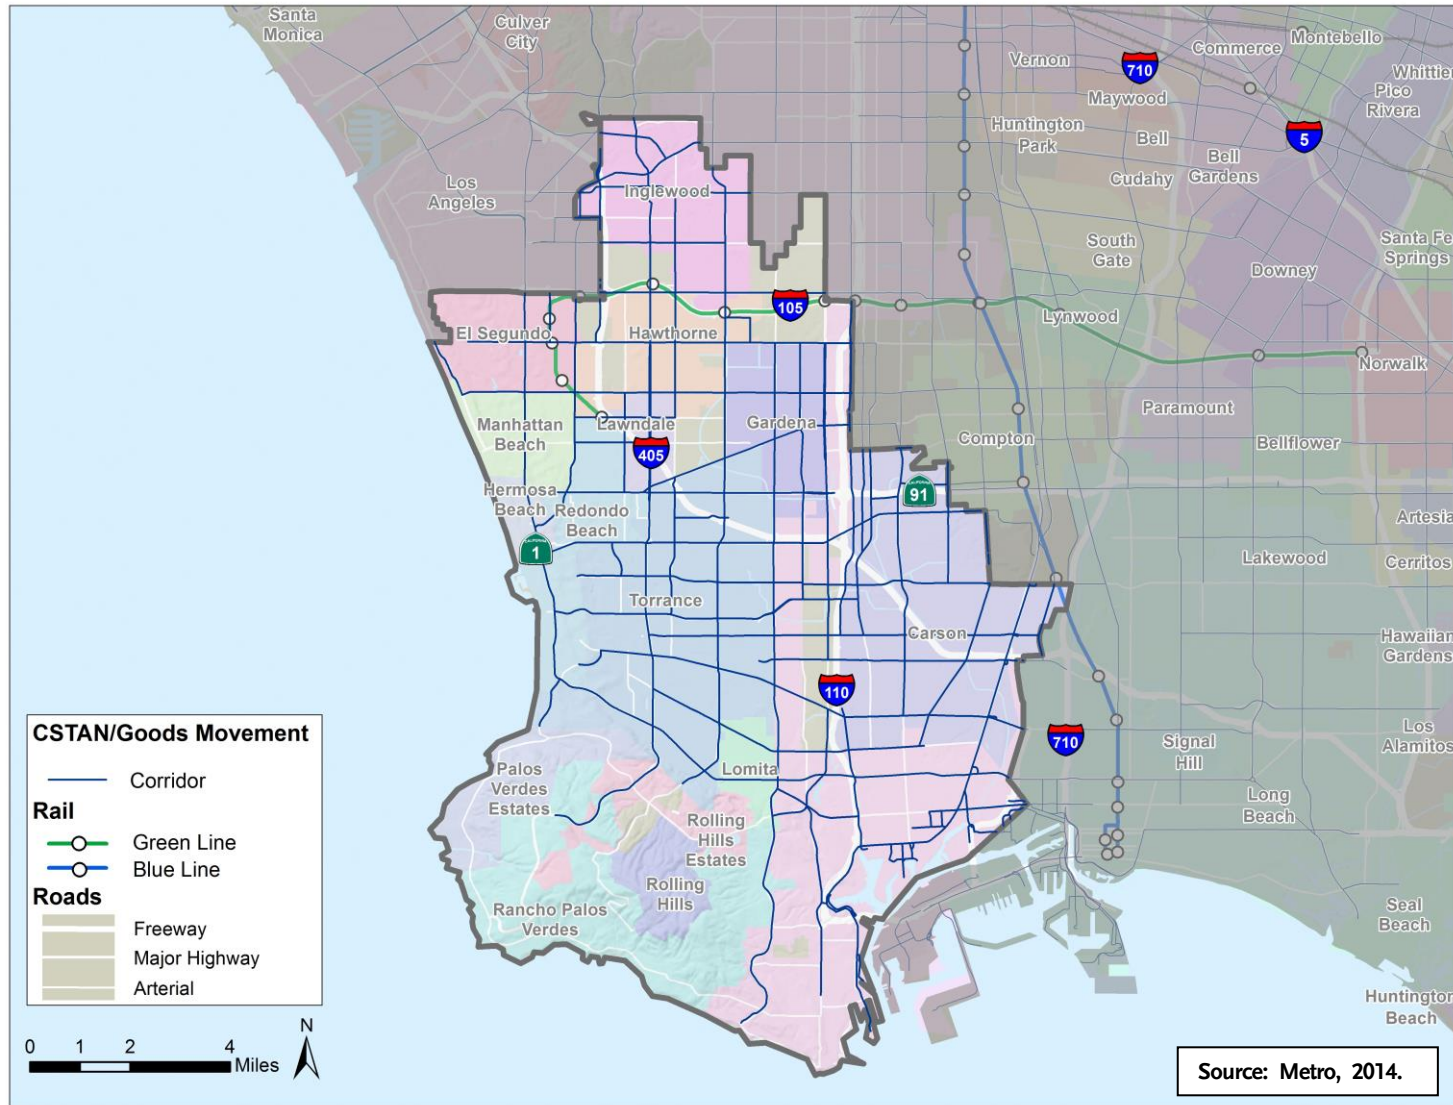 Santa
Monica
Culver
City
Vernon
710
Commerce
Montebello
Whittier
Pico
Rivera
Maywood
Huntington
Park
Bell
5
Bell
Gardens
Cudahy
Los
Angeles
Inglewood
South
Gate
Downey
Santa Fe
Springs
105
El Segundo
Hawthorne
Lynwood
Norwalk
Manhattan
Beach
Lawndale
Gardena
Paramount
Compton
Bellflower
405
CALIFORNIA
91
Hermosa
Beach
Redondo
Beach
Artesia
CALIFORNIA
1
Lakewood
Cerritos
Torrance
Carson
Hawaiian
Gardens
110
710
Signal
Hill
Los
Alamitos
Palos
Verdes
Estates
Lomita
Long
Beach
Rolling
Hills
Estates
Rolling
Hills
Rancho Palos
Verdes
Seal
Beach
Huntington
Beach
CSTAN/Goods Movement
Corridor
Rail
Green Line
Blue Line
Roads
Freeway
Major Highway
Arterial
N
0 1 2 4
Miles
Source: Metro, 2014.